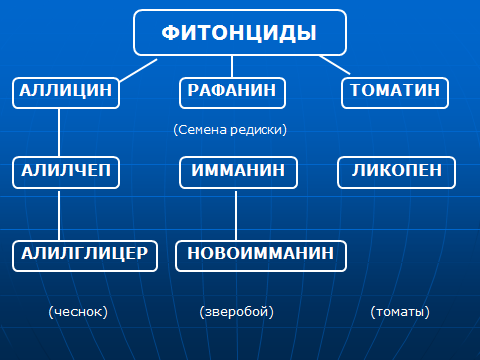 ФИТОНЦИДЫ
АЛЛИЦИН
РАФАНИН
ТОМАТИН
(Семена редиски)
АЛИЛЧЕП
ИММАНИН
ЛИКОПЕН
АЛИЛГЛИЦЕР
НОВОИММАНИН
(чеснок)
(зверобой)
(томаты)